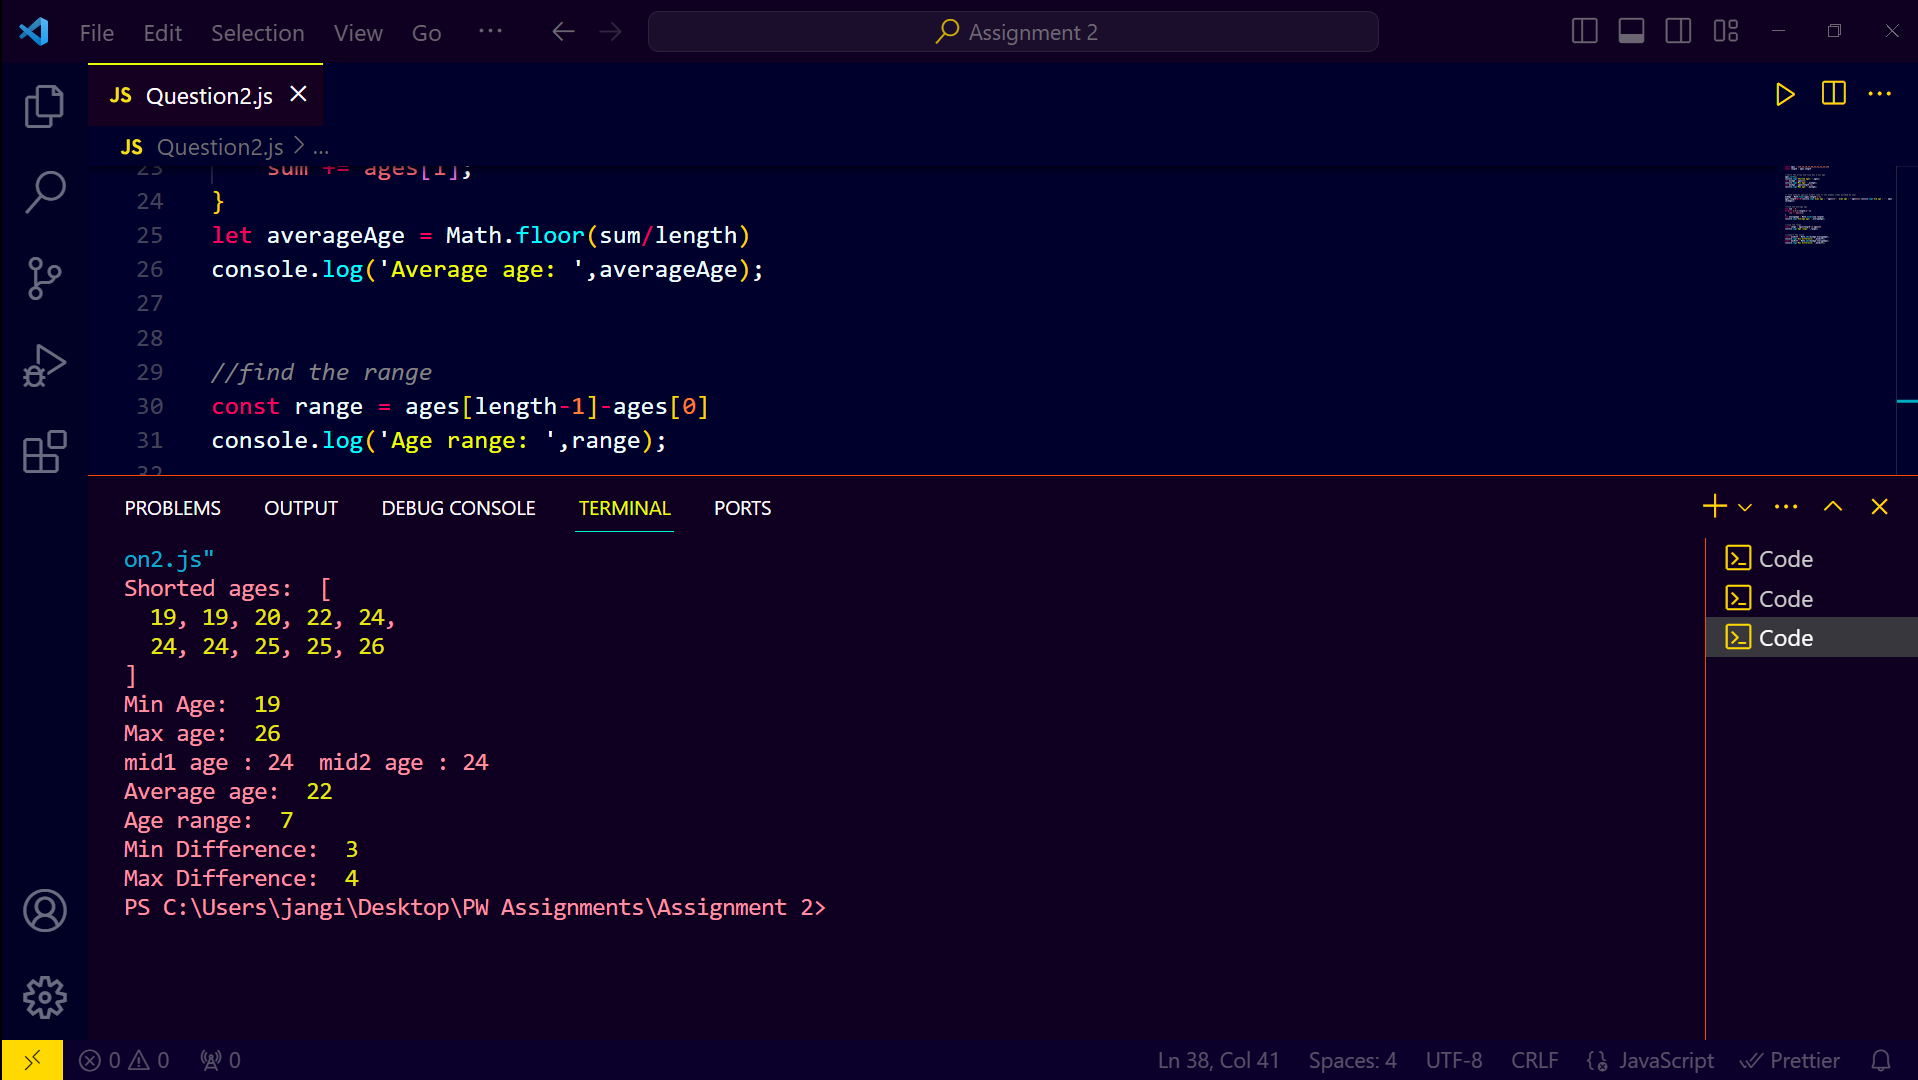 File Edit Selection View Go ··· Assignment 2
JS Question2.js
JS Question2.js > ...
23 sum += ages[i];
24 }
25 let averageAge = Math.floor(sum/length)
26 console.log('Average age: ',averageAge);
27
28
29 //find the range
30 const range = ages[length-1]-ages[0]
31 console.log('Age range: ',range);
32
PROBLEMS OUTPUT DEBUG CONSOLE TERMINAL PORTS
on2.js"
Shorted ages:  [
  19, 19, 20, 22, 24,
  24, 24, 25, 25, 26
]
Min Age:  19
Max age:  26
mid1 age : 24  mid2 age : 24
Average age:  22
Age range:  7
Min Difference:  3
Max Difference:  4
PS C:\Users\jangi\Desktop\PW Assignments\Assignment 2>
Code
Code
Code
0 0 0 Ln 38, Col 41 Spaces: 4 UTF-8 CRLF JavaScript Prettier